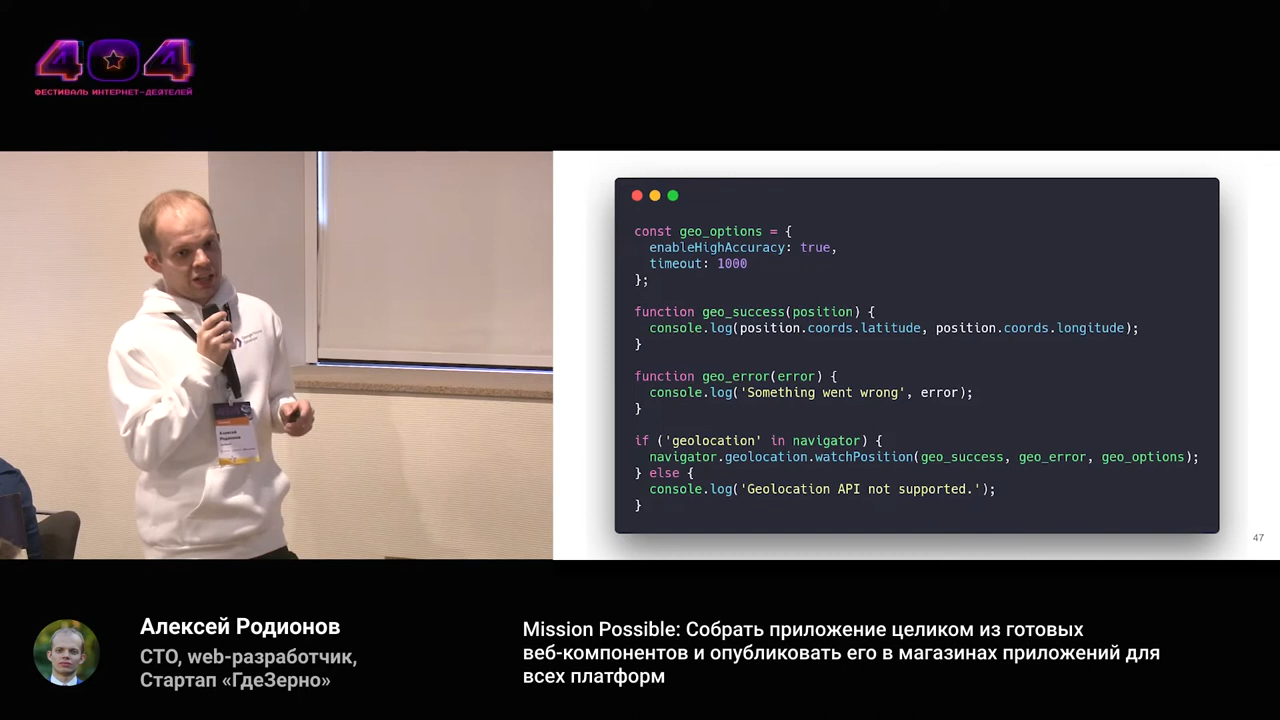 404
ФЕСТИВАЛЬ ИНТЕРНЕТ-ДЕЯТЕЛЕЙ
const geo_options = {
  enableHighAccuracy: true,
  timeout: 1000
};
function geo_success(position) {
  console.log(position.coords.latitude, position.coords.longitude);
}
function geo_error(error) {
  console.log('Something went wrong', error);
}
if ('geolocation' in navigator) {
  navigator.geolocation.watchPosition(geo_success, geo_error, geo_options);
} else {
  console.log('Geolocation API not supported.');
}
47
Алексей
Родионов
Алексей Родионов
CTO, web-разработчик,
Стартап «ГдеЗерно»
Mission Possible: Собрать приложение целиком из готовых
веб-компонентов и опубликовать его в магазинах приложений для
всех платформ